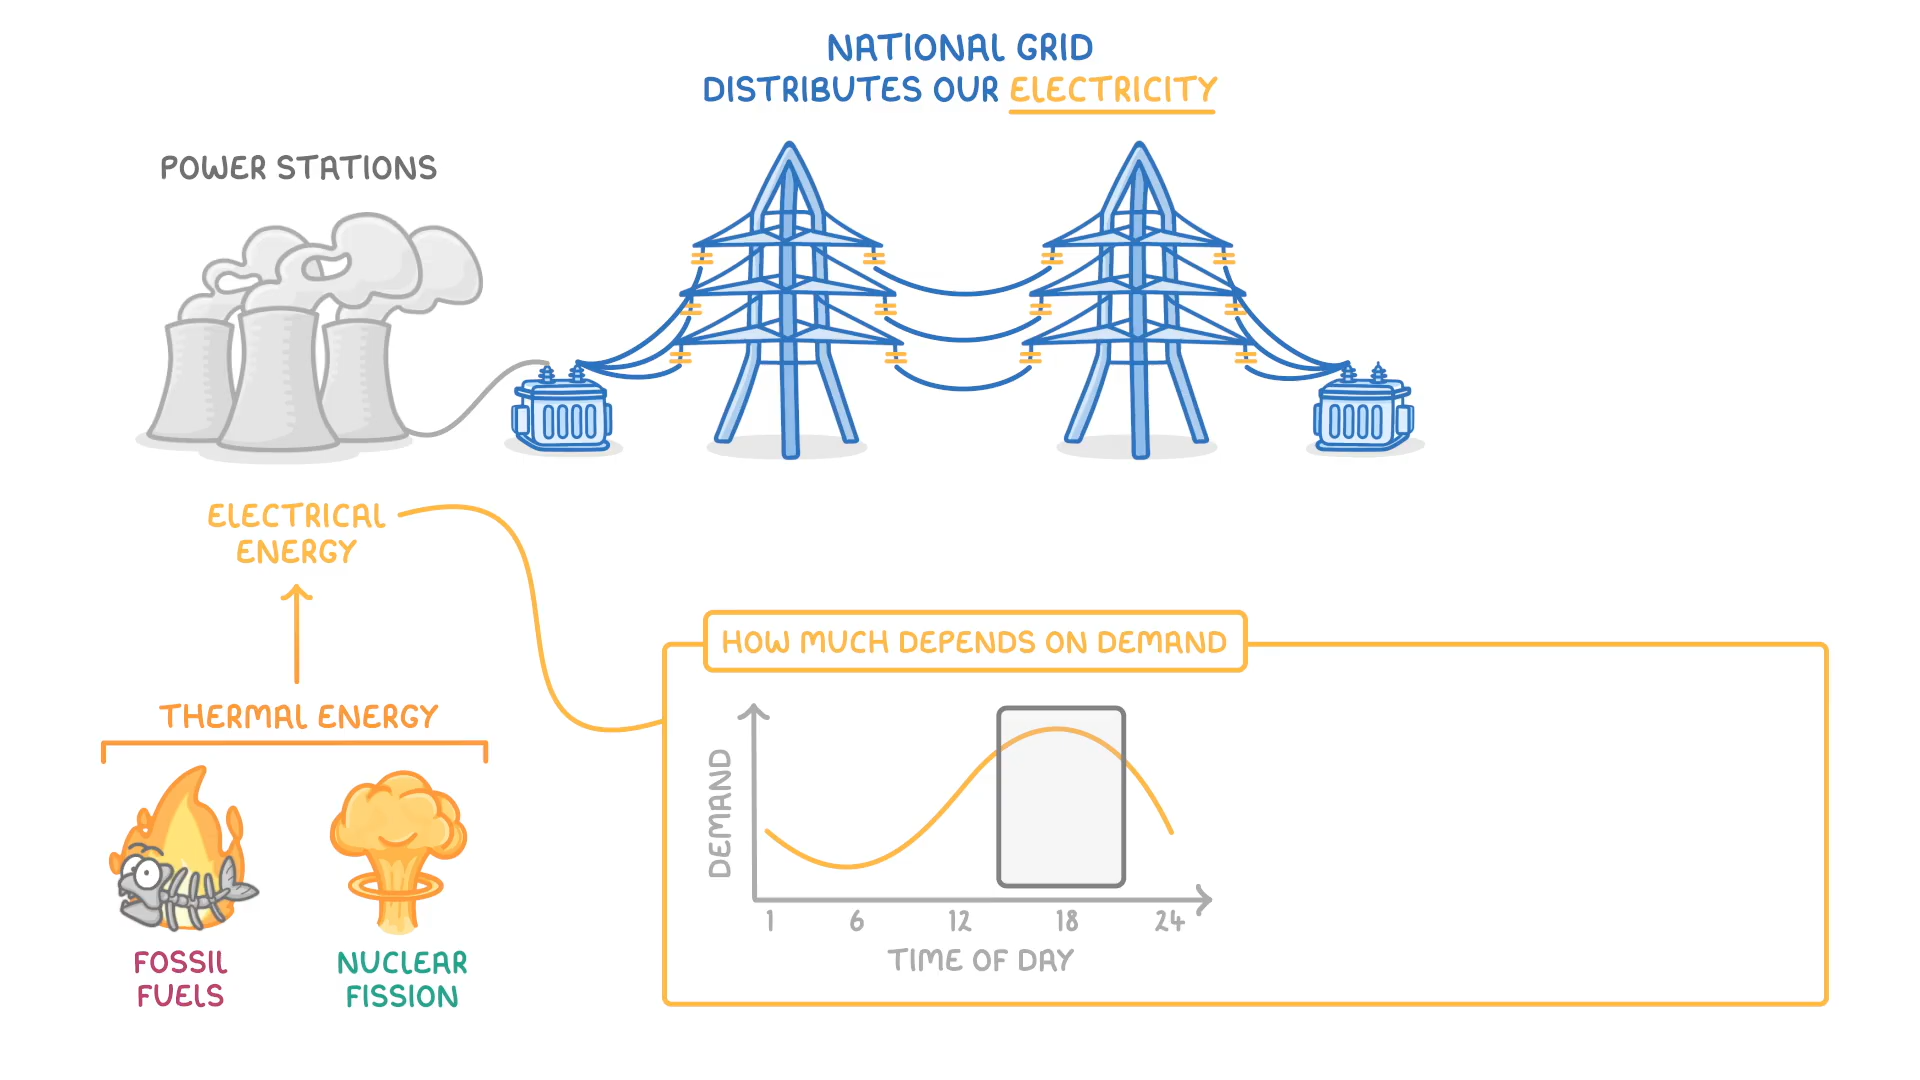 NATIONAL GRID
DISTRIBUTES OUR ELECTRICITY
POWER STATIONS
ELECTRICAL
ENERGY
THERMAL ENERGY
FOSSIL
FUELS
NUCLEAR
FISSION
HOW MUCH DEPENDS ON DEMAND
DEMAND
1 6 12 18 24
TIME OF DAY